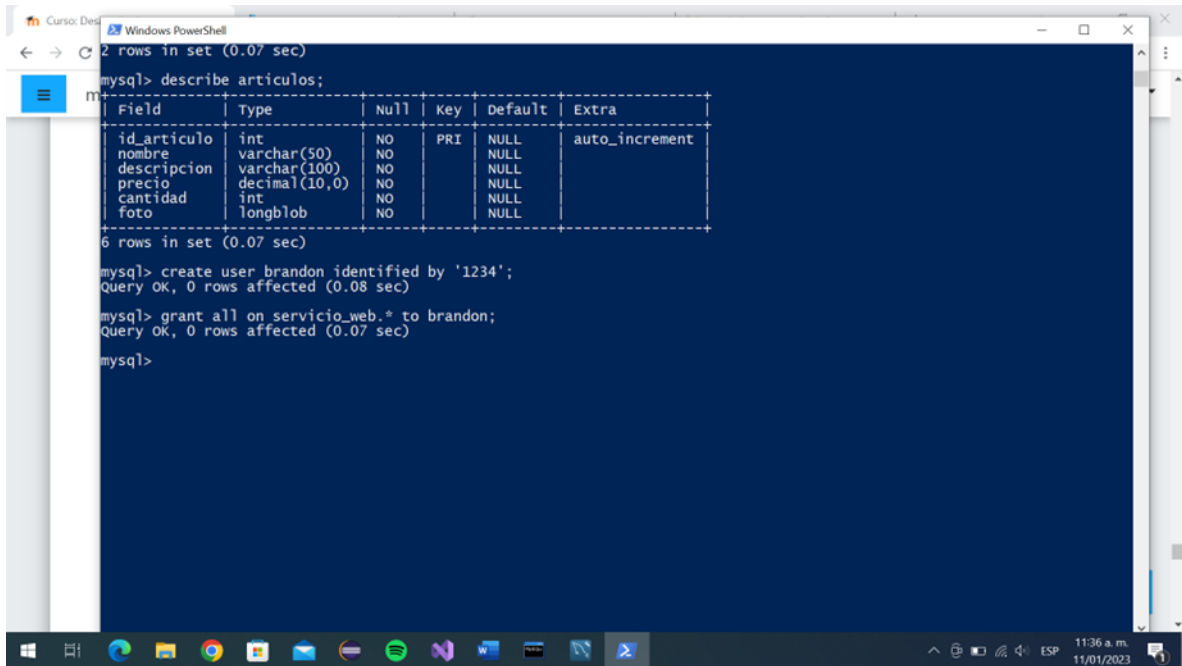 Curso: Des
Windows PowerShell
2 rows in set (0.07 sec)
mysql> describe articulos;
+-------------+---------------+------+-----+---------+----------------+
| Field | Type | Null | Key | Default | Extra |
+-------------+---------------+------+-----+---------+----------------+
| id_articulo | int | NO | PRI | NULL | auto_increment |
| nombre | varchar(50) | NO | | NULL | |
| descripcion | varchar(100) | NO | | NULL | |
| precio | decimal(10,0) | NO | | NULL | |
| cantidad | int | NO | | NULL | |
| foto | longblob | NO | | NULL | |
+-------------+---------------+------+-----+---------+----------------+
6 rows in set (0.07 sec)
mysql> create user brandon identified by '1234';
Query OK, 0 rows affected (0.08 sec)
mysql> grant all on servicio_web.* to brandon;
Query OK, 0 rows affected (0.07 sec)
mysql>
m
ESP
11:36 a. m.
11/01/2023